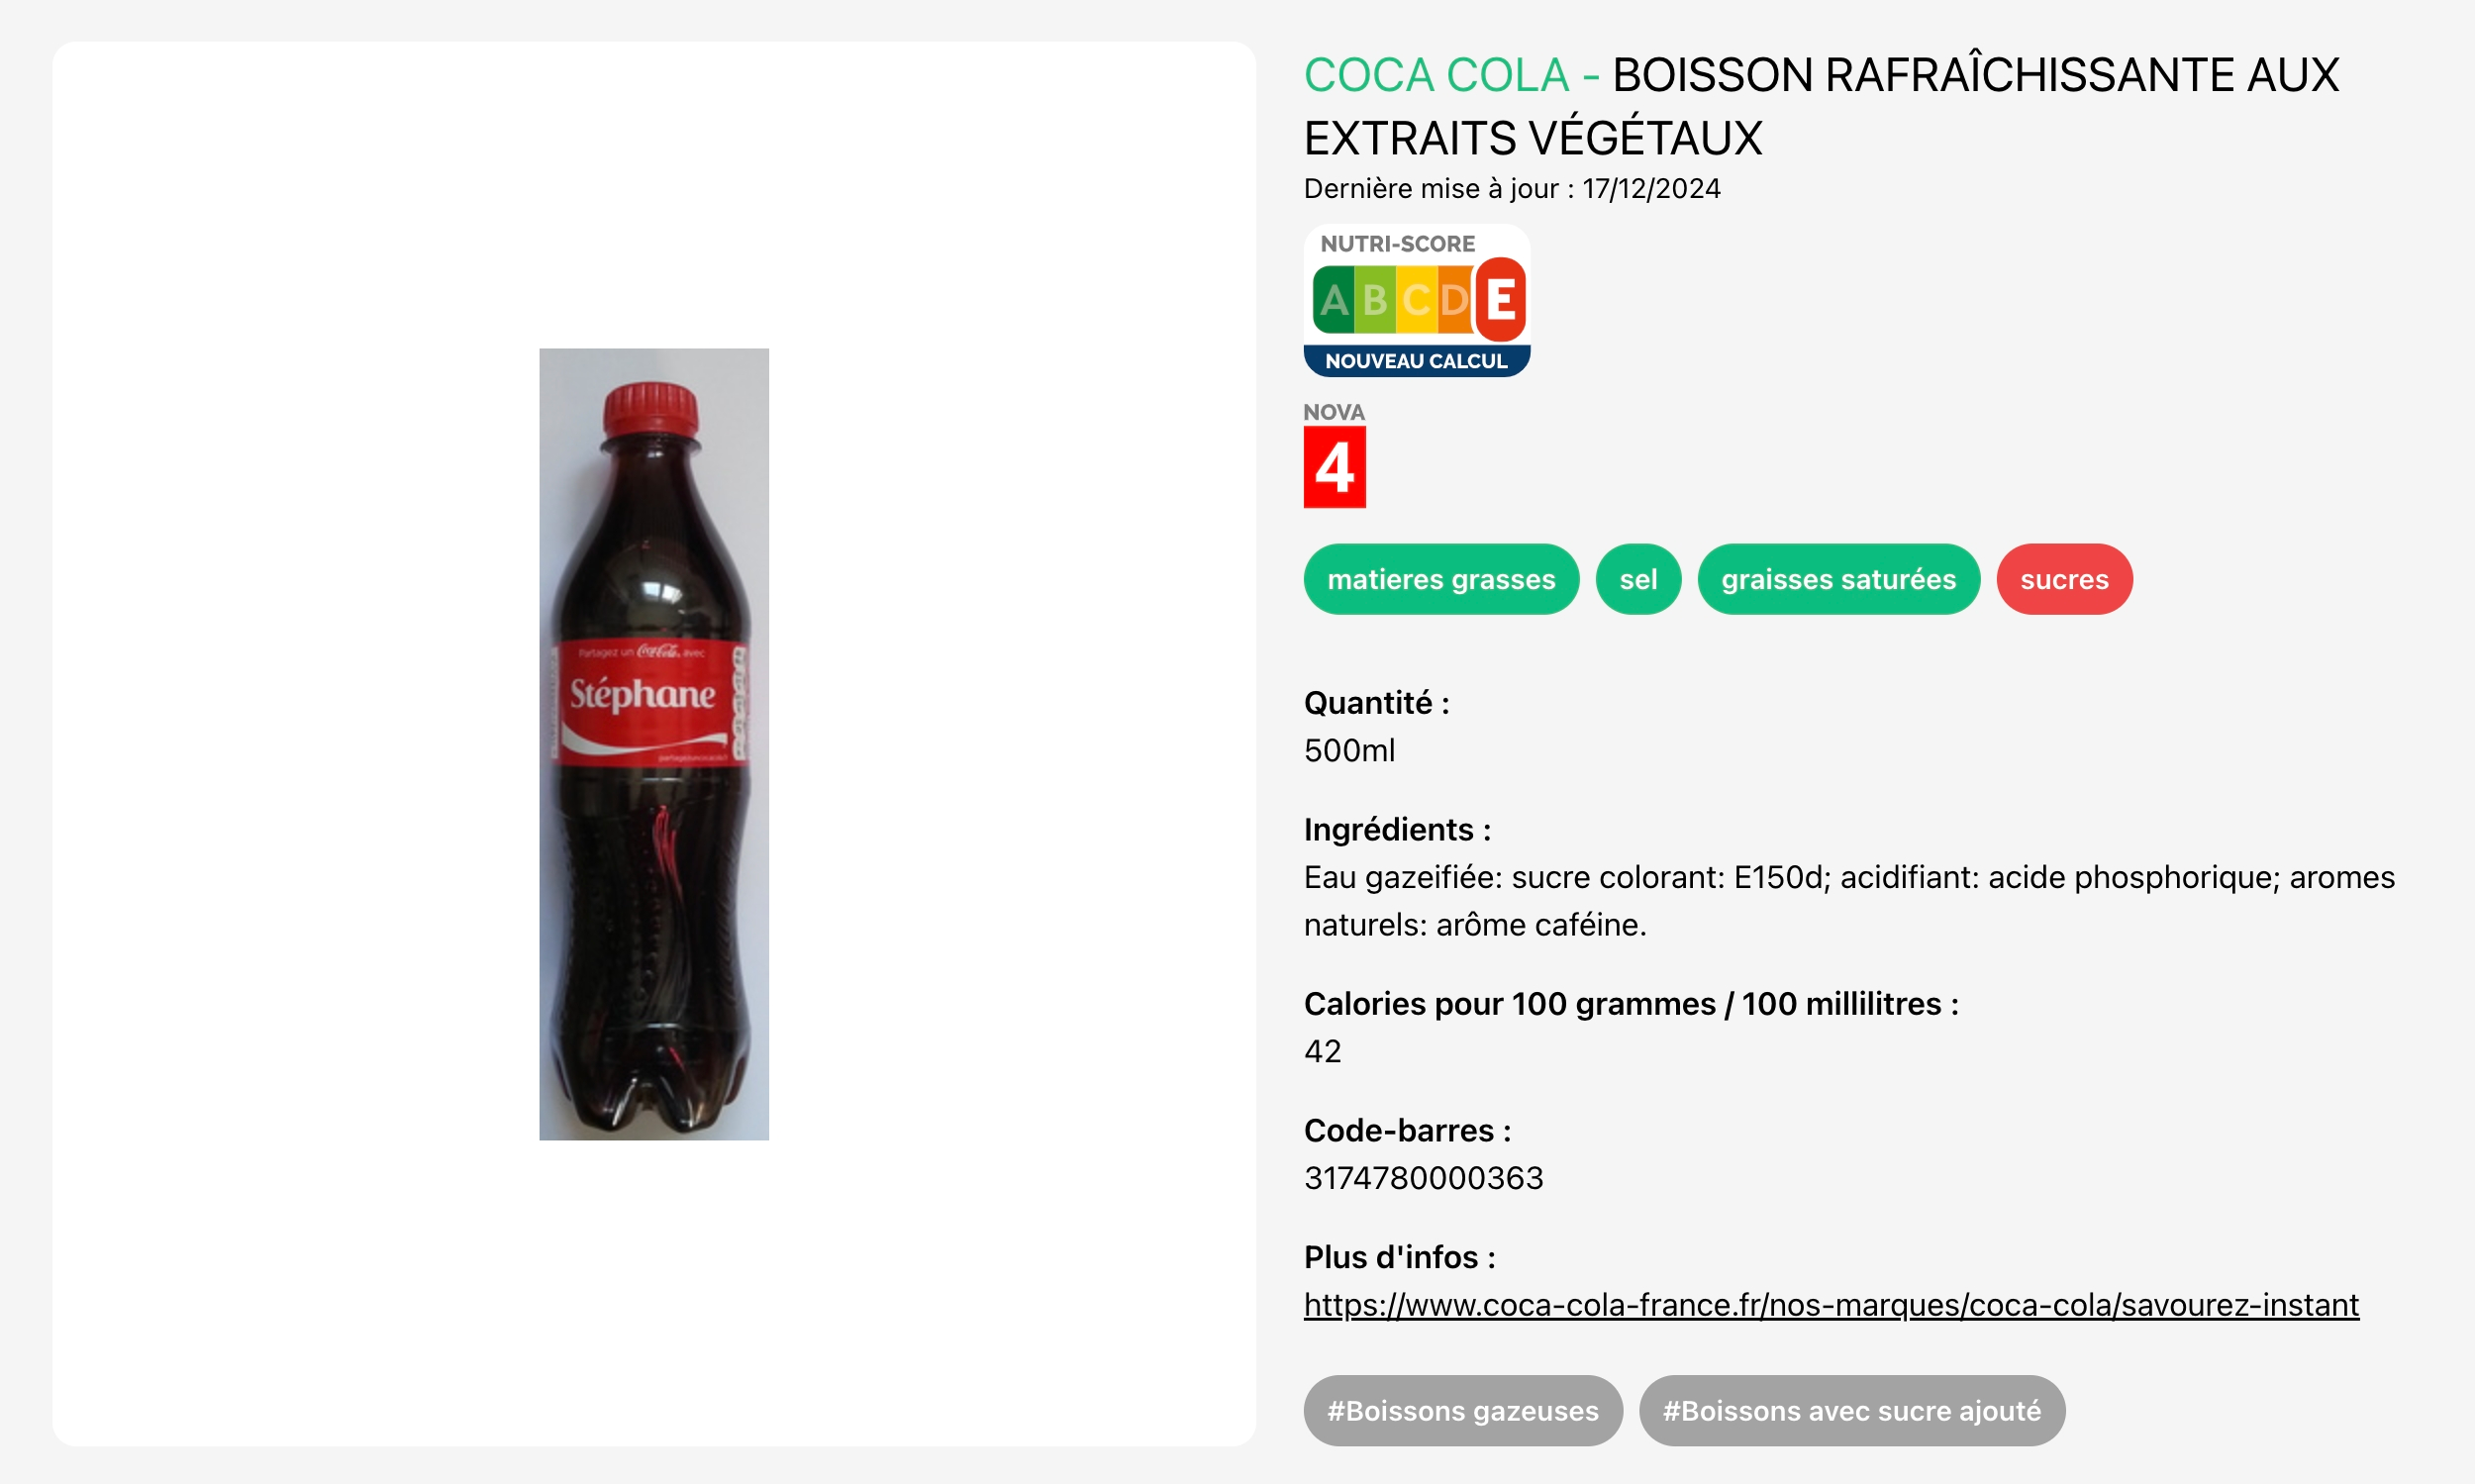 COCA COLA - BOISSON RAFRAÎCHISSANTE AUX
EXTRAITS VÉGÉTAUX
Dernière mise à jour : 17/12/2024
NUTRI-SCORE
A B C D E
NOUVEAU CALCUL
NOVA
4
matieres grasses
sel
graisses saturées
sucres
Partagez un Coca-Cola avec
Stéphane
Quantité :
500ml
Ingrédients :
Eau gazeifiée: sucre colorant: E150d; acidifiant: acide phosphorique; aromes
naturels: arôme caféine.
Calories pour 100 grammes / 100 millilitres :
42
Code-barres :
3174780000363
Plus d'infos :
https://www.coca-cola-france.fr/nos-marques/coca-cola/savourez-instant
#Boissons gazeuses
#Boissons avec sucre ajouté